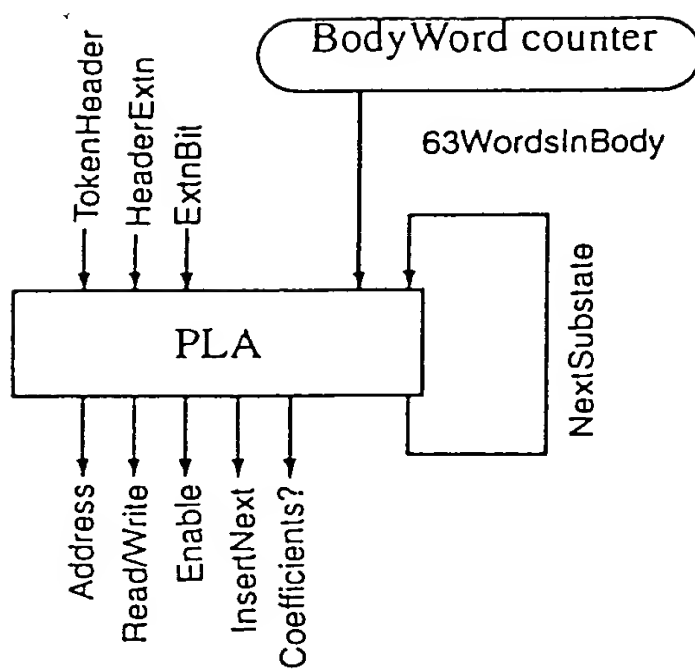 BodyWord counter
TokenHeader
HeaderExtn
ExtnBit
63WordsInBody
PLA
NextSubstate
Address
Read/Write
Enable
InsertNext
Coefficients?